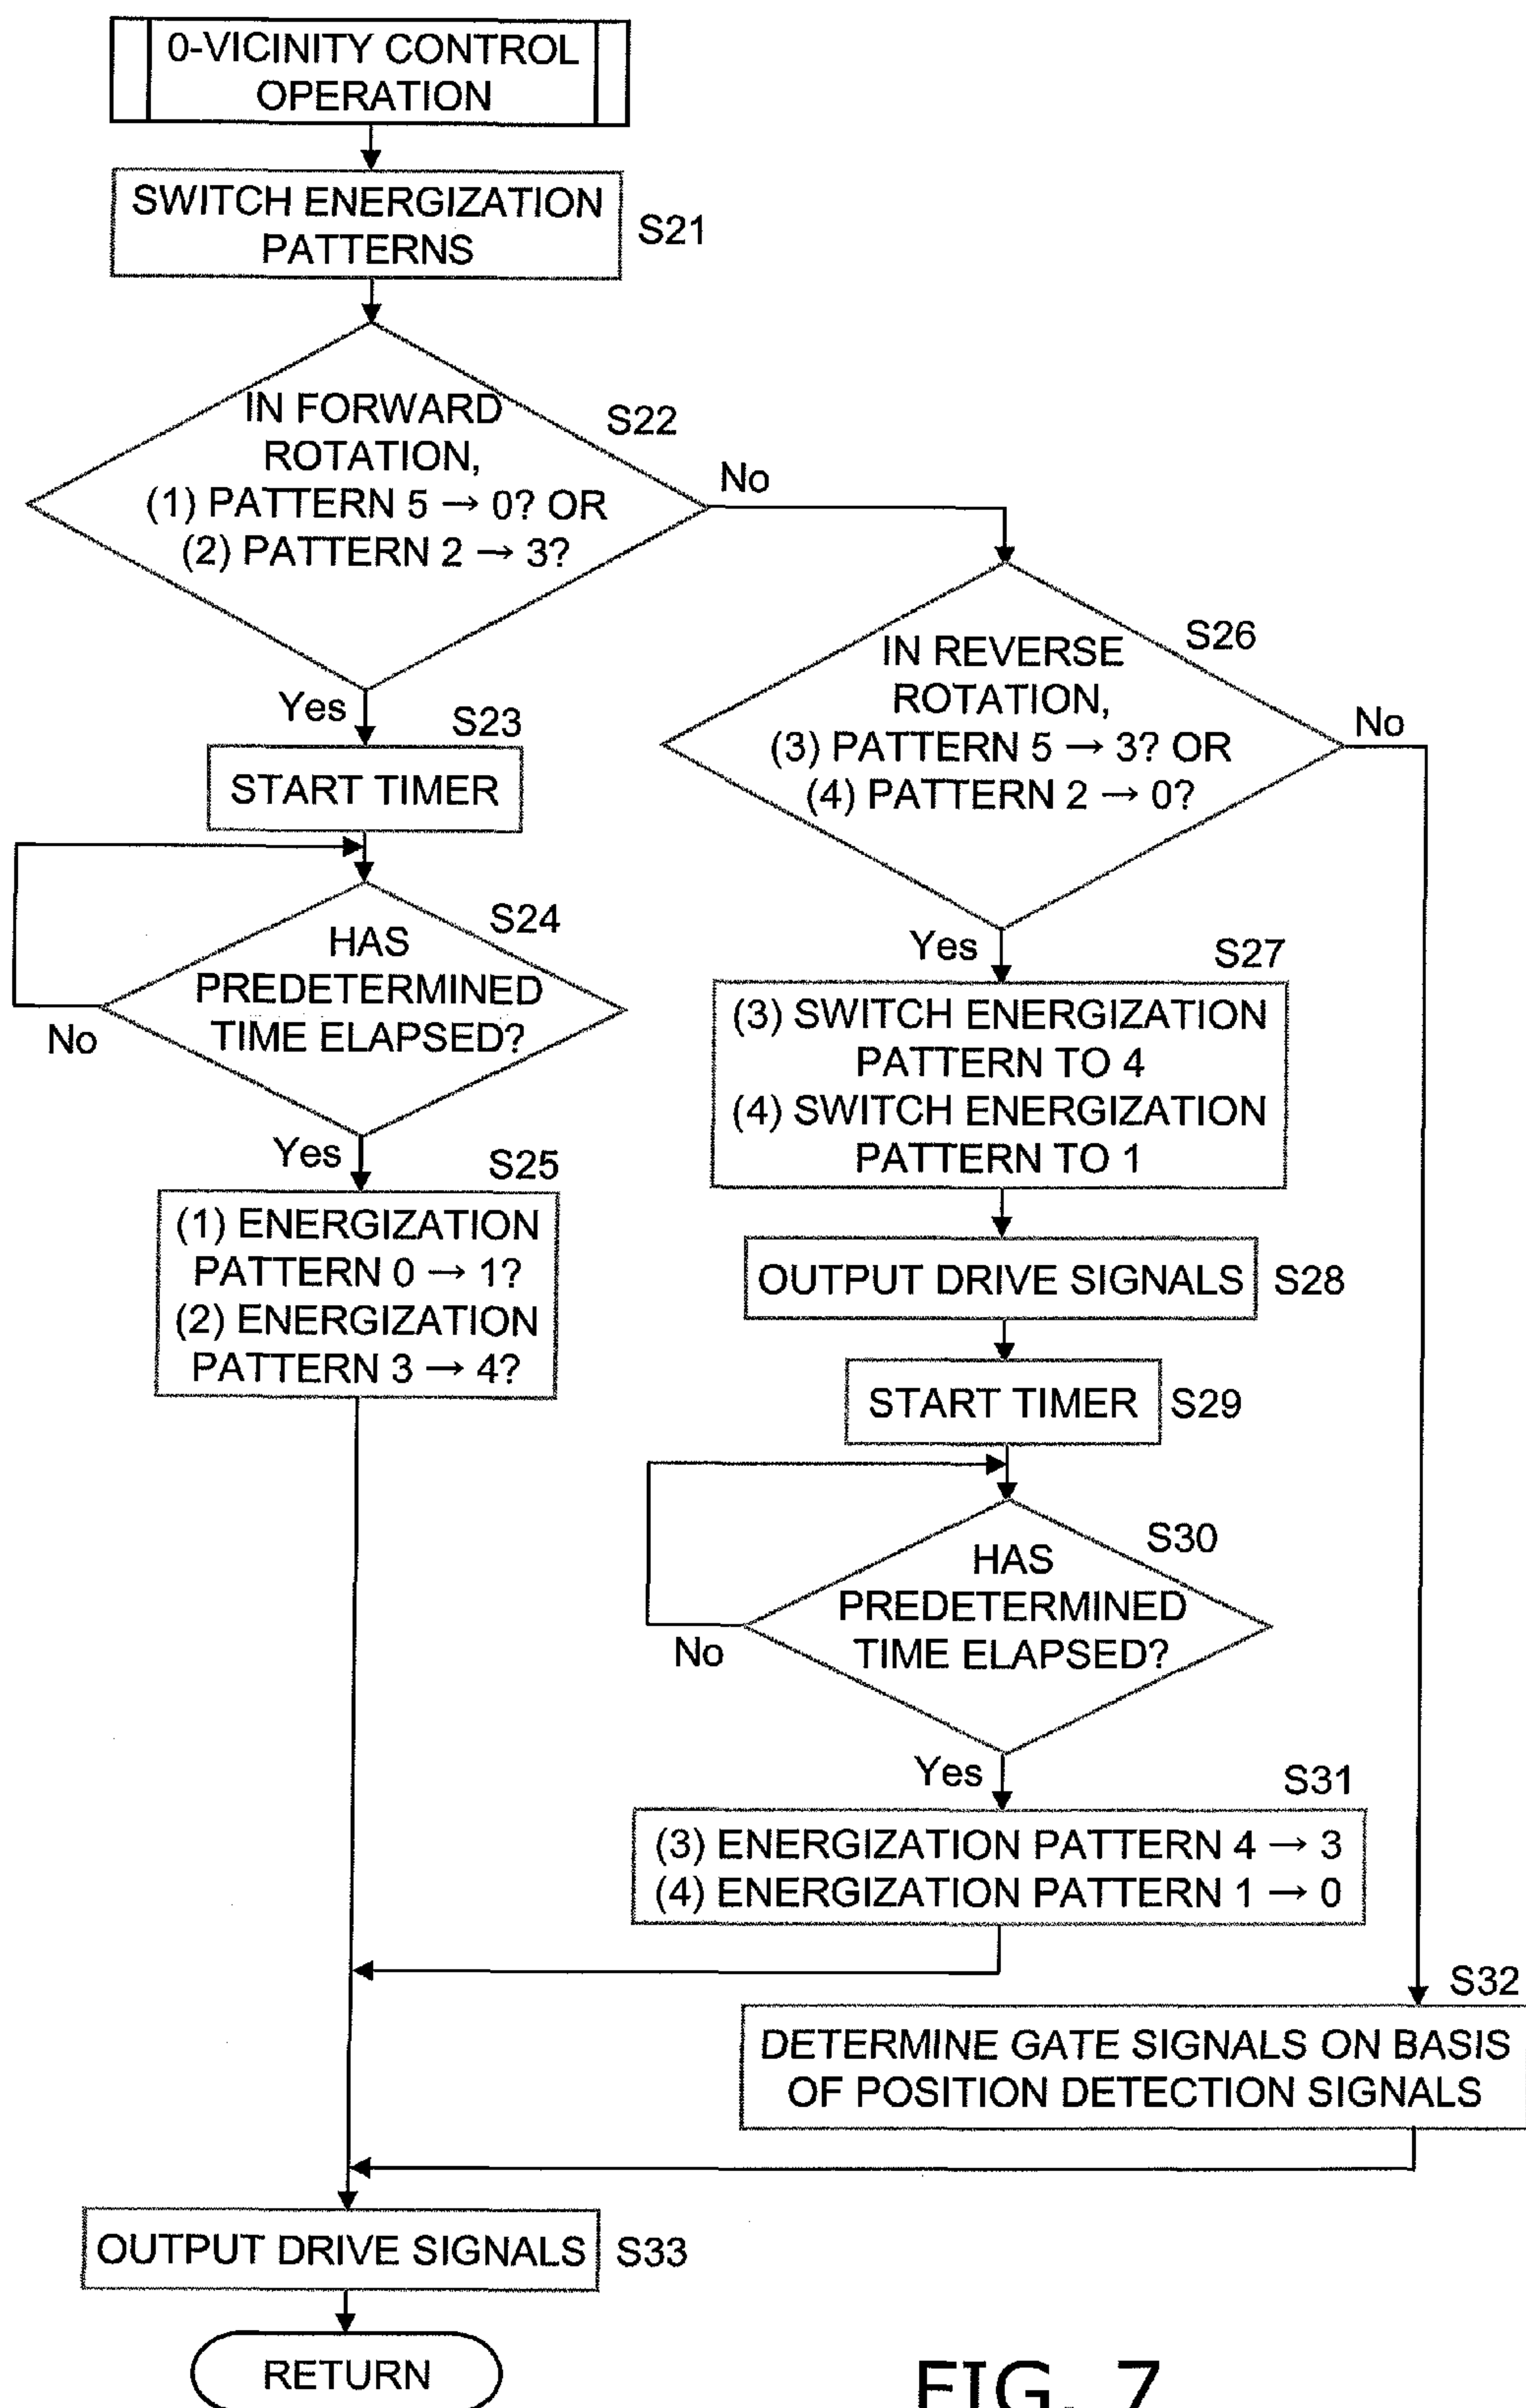 0-VICINITY CONTROL
OPERATION
SWITCH ENERGIZATION
PATTERNS
S21
IN FORWARD
ROTATION,
(1) PATTERN 5 → 0? OR
(2) PATTERN 2 → 3?
S22
No
Yes
S23
START TIMER
S24
HAS
PREDETERMINED
TIME ELAPSED?
No
Yes
S25
(1) ENERGIZATION
PATTERN 0 → 1?
(2) ENERGIZATION
PATTERN 3 → 4?
S26
IN REVERSE
ROTATION,
(3) PATTERN 5 → 3? OR
(4) PATTERN 2 → 0?
No
Yes
S27
(3) SWITCH ENERGIZATION
PATTERN TO 4
(4) SWITCH ENERGIZATION
PATTERN TO 1
OUTPUT DRIVE SIGNALS
S28
START TIMER
S29
S30
HAS
PREDETERMINED
TIME ELAPSED?
No
Yes
S31
(3) ENERGIZATION PATTERN 4 → 3
(4) ENERGIZATION PATTERN 1 → 0
S32
DETERMINE GATE SIGNALS ON BASIS
OF POSITION DETECTION SIGNALS
OUTPUT DRIVE SIGNALS
S33
RETURN
FIG. 7